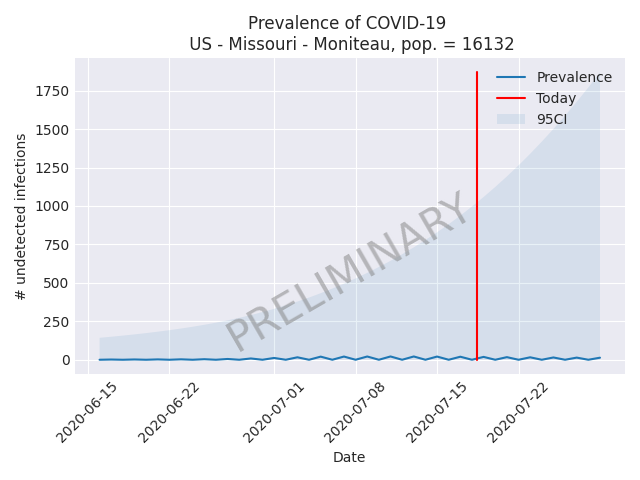 Prevalence of COVID-19
US - Missouri - Moniteau, pop. = 16132
Prevalence
Today
95CI
PRELIMINARY
# undetected infections
1750
1500
1250
1000
750
500
250
0
2020-06-15
2020-06-22
2020-07-01
2020-07-08
2020-07-15
2020-07-22
Date